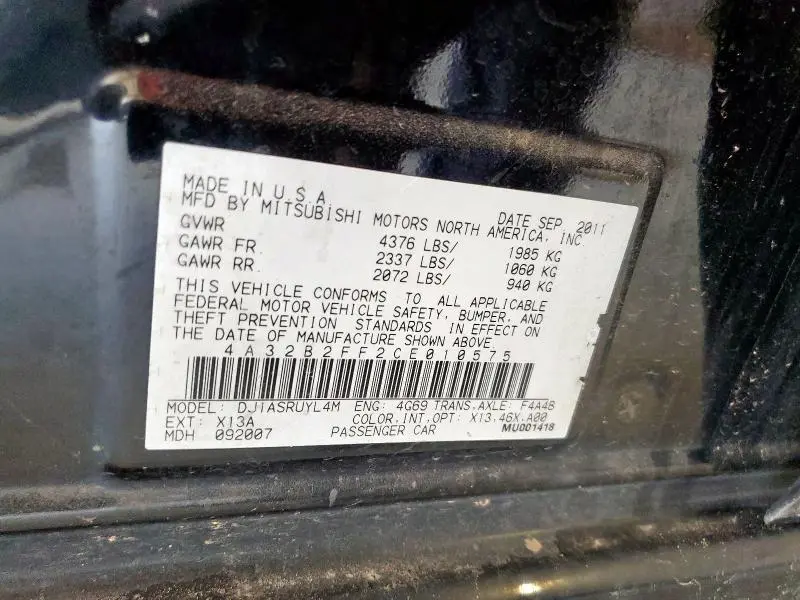 MADE IN U.S.A. DATE SEP 2011
MFD BY MITSUBISHI MOTORS NORTH AMERICA, INC.
GVWR 4376 LBS/ 1985 KG
GAWR FR. 2337 LBS/ 1060 KG
GAWR RR. 2072 LBS/ 940 KG
THIS VEHICLE CONFORMS TO ALL APPLICABLE
FEDERAL MOTOR VEHICLE SAFETY, BUMPER, AND
THEFT PREVENTION STANDARDS IN EFFECT ON
THE DATE OF MANUFACTURE SHOWN ABOVE.
4A32B2FF2CE010575
MODEL: DJ1ASRUYL4M ENG: 4G69 TRANS,AXLE: F4A4B
EXT: X13A COLOR,INT,OPT: X13,46X,A00
MDH 092007 PASSENGER CAR MU001418